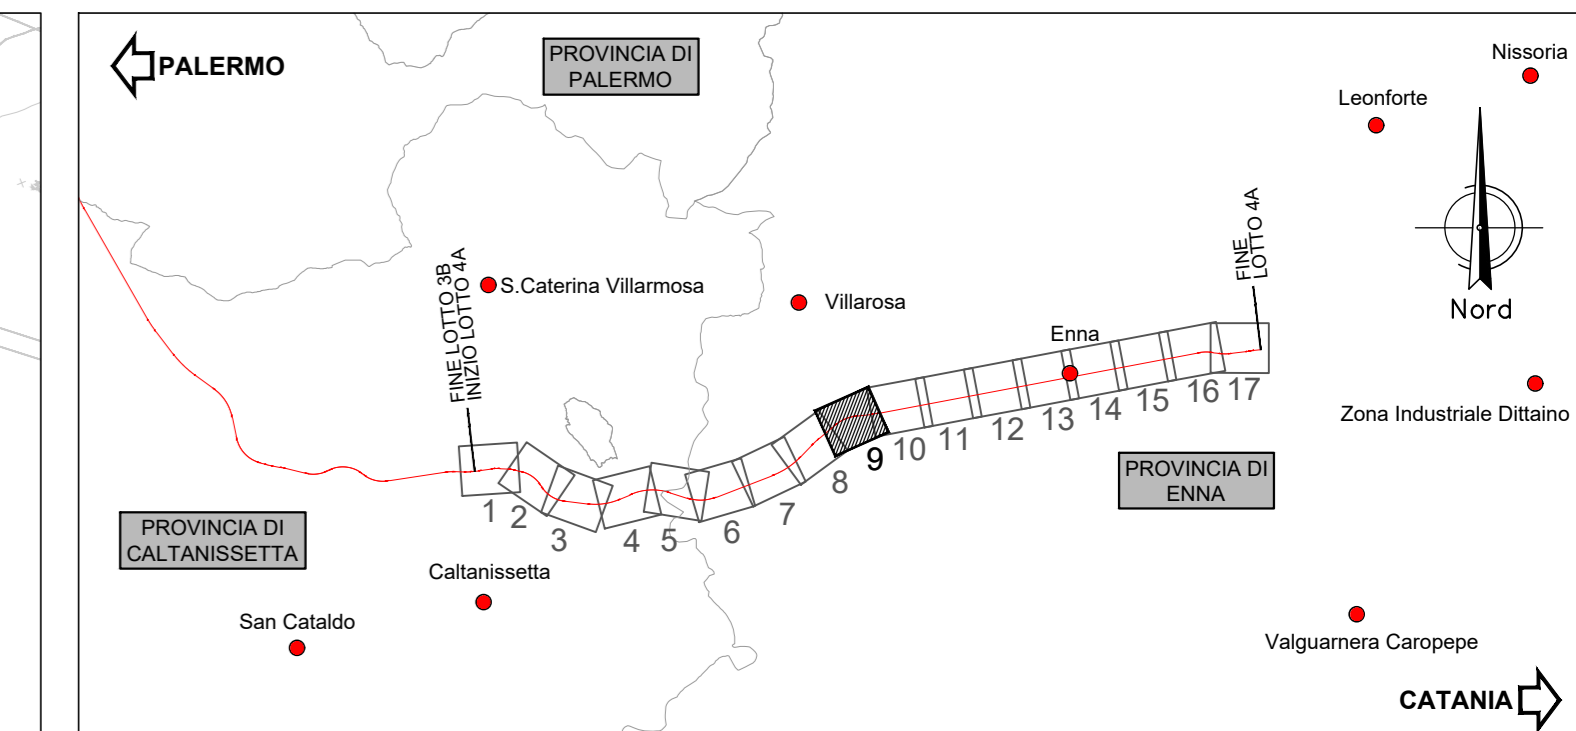 PALERMO
PROVINCIA DI
PALERMO
Nissoria
Leonforte
FINE LOTTO 3B
INIZIO LOTTO 4A
S.Caterina Villarmosa
Villarosa
FINE
LOTTO 4A
Nord
Enna
Zona Industriale Dittaino
1
2
3
4
5
6
7
8
9
10
11
12
13
14
15
16
17
PROVINCIA DI
ENNA
PROVINCIA DI
CALTANISSETTA
Caltanissetta
San Cataldo
Valguarnera Caropepe
CATANIA